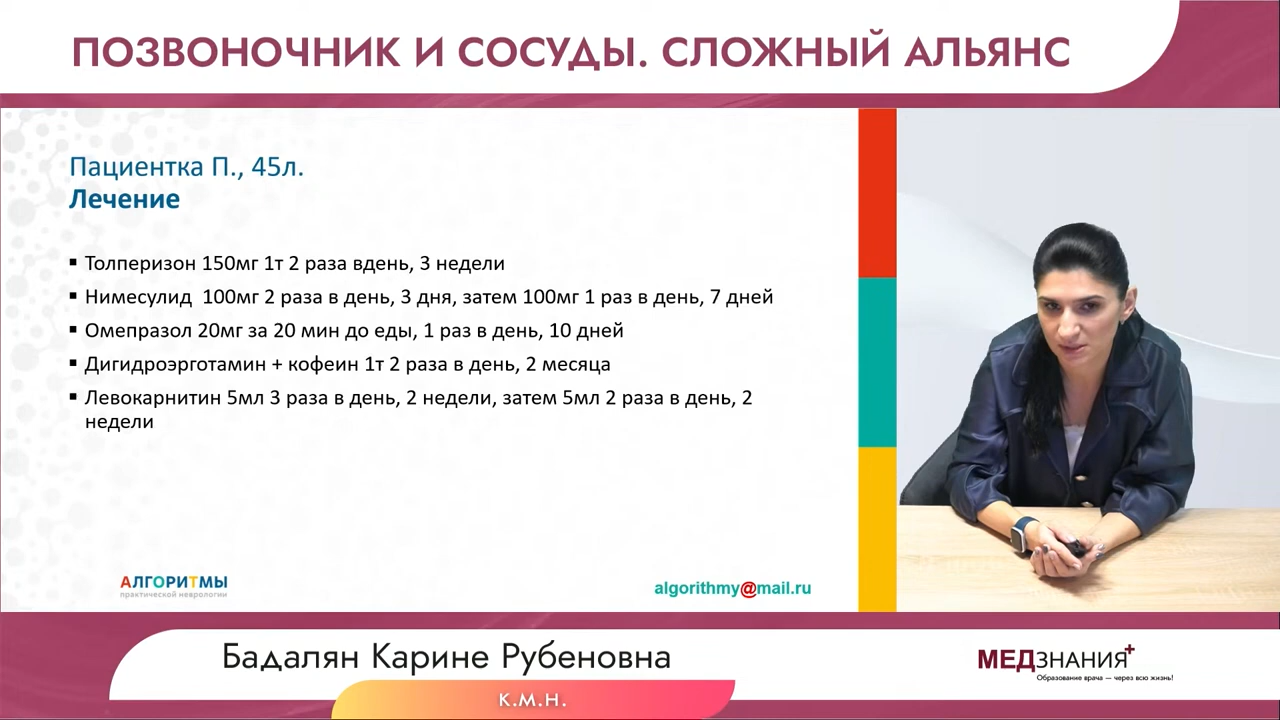 ПОЗВОНОЧНИК И СОСУДЫ. СЛОЖНЫЙ АЛЬЯНС
Пациентка П., 45л.
Лечение
▪ Толперизон 150мг 1т 2 раза вдень, 3 недели
▪ Нимесулид 100мг 2 раза в день, 3 дня, затем 100мг 1 раз в день, 7 дней
▪ Омепразол 20мг за 20 мин до еды, 1 раз в день, 10 дней
▪ Дигидроэрготамин + кофеин 1т 2 раза в день, 2 месяца
▪ Левокарнитин 5мл 3 раза в день, 2 недели, затем 5мл 2 раза в день, 2
недели
АЛГОРИТМЫ
практической неврологии
algorithmy@mail.ru
Бадалян Карине Рубеновна
к.м.н.
МЕДЗНАНИЯ+
Образование врача — через всю жизнь!